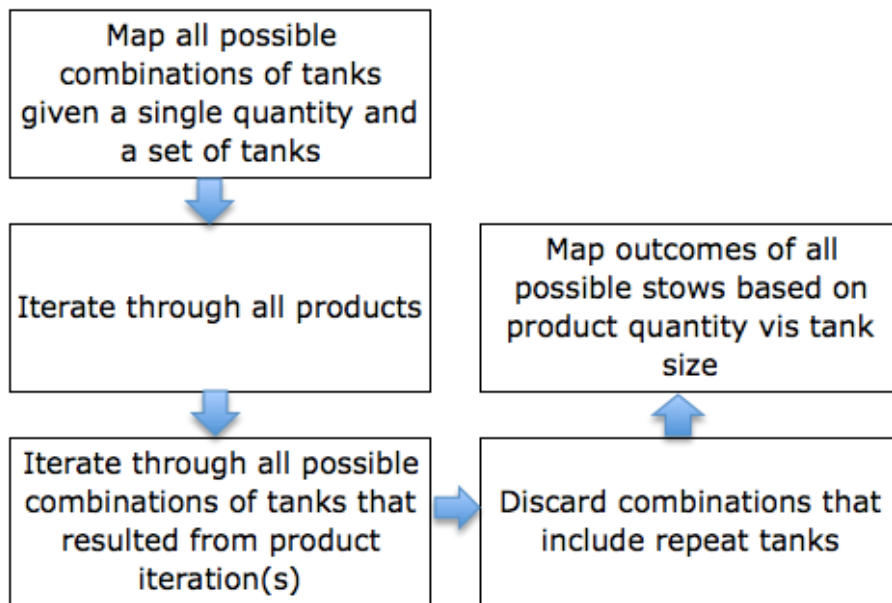 Map all possible
combinations of tanks
given a single quantity and
a set of tanks
Iterate through all products
Iterate through all possible
combinations of tanks that
resulted from product
iteration(s)
Discard combinations that
include repeat tanks
Map outcomes of all
possible stows based on
product quantity vis tank
size